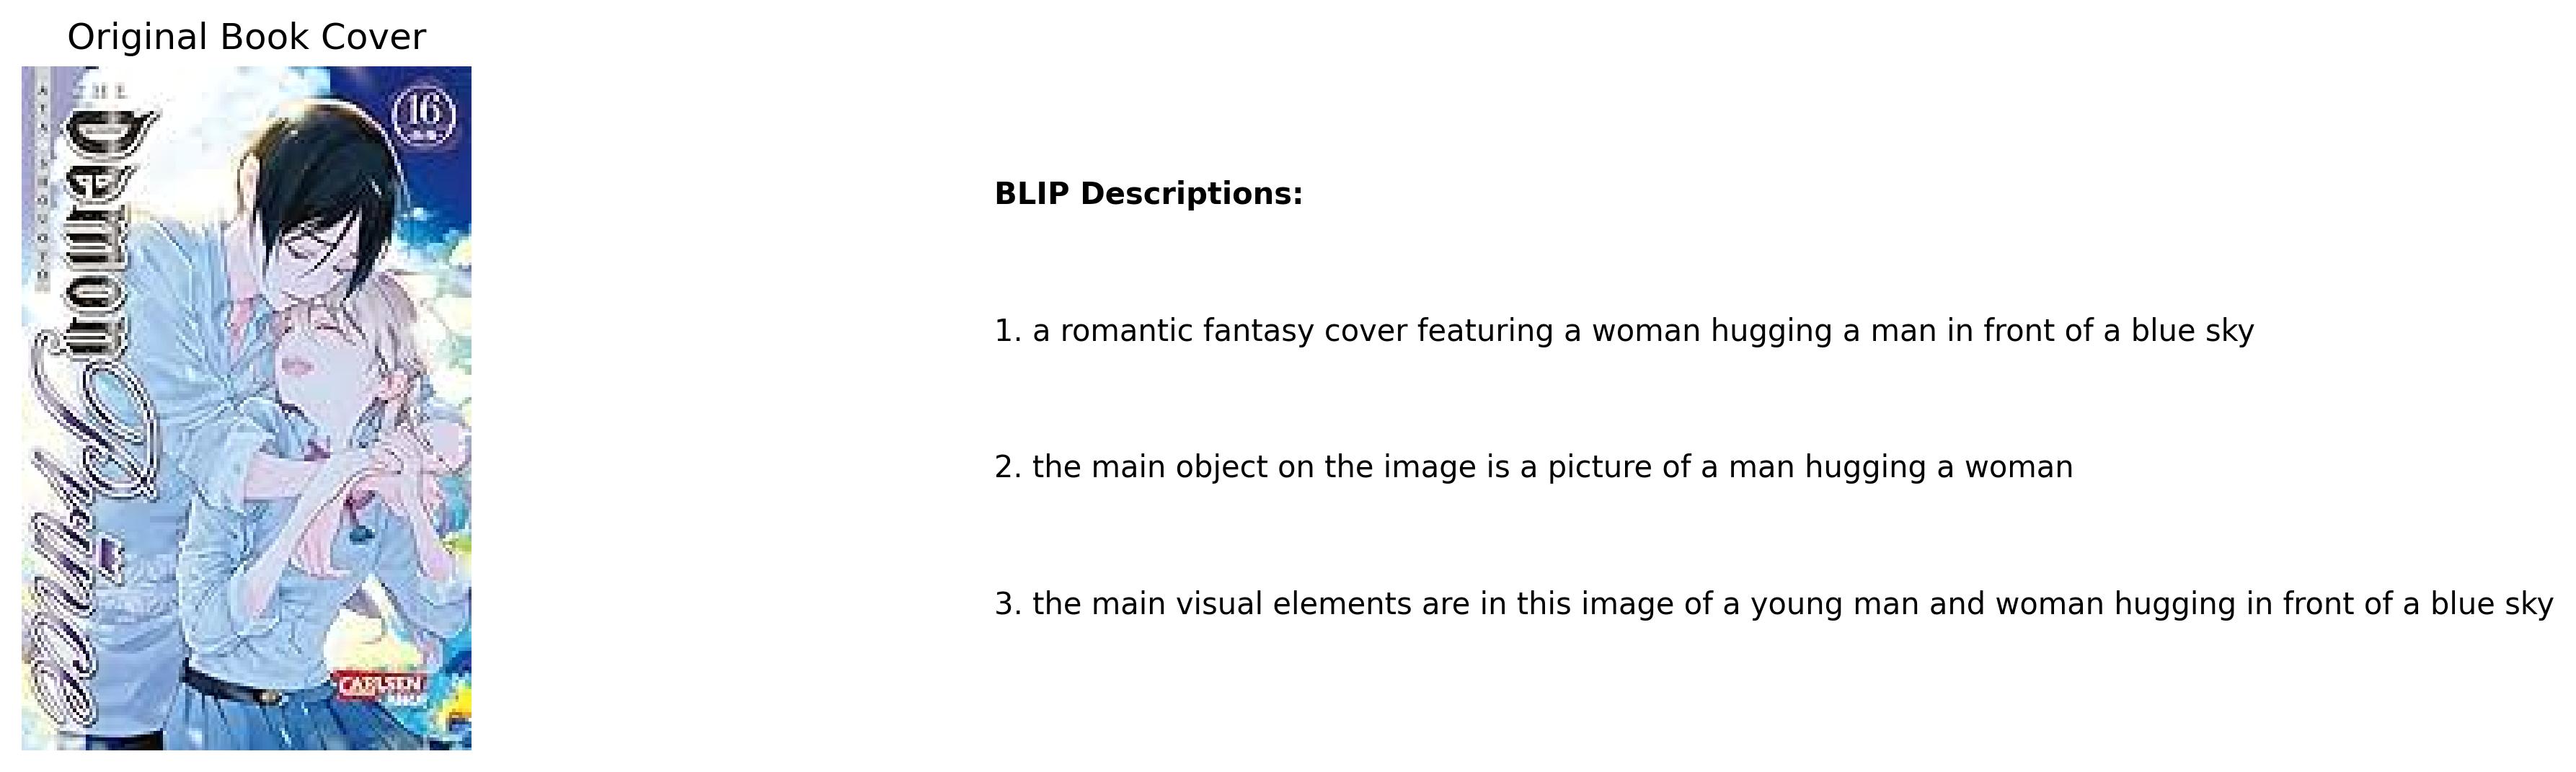 Original Book Cover
AYA SHOUOTO
THE
Demon
Prince
16
CARLSEN
BLIP Descriptions:
1. a romantic fantasy cover featuring a woman hugging a man in front of a blue sky
2. the main object on the image is a picture of a man hugging a woman
3. the main visual elements are in this image of a young man and woman hugging in front of a blue sky